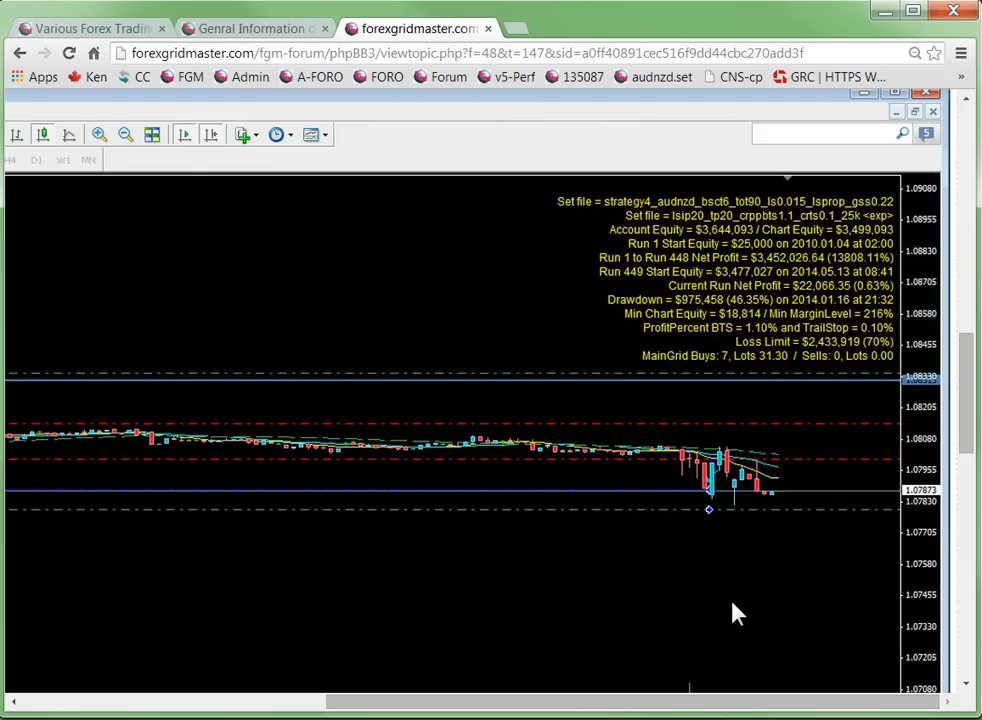 Various Forex Tradin
Genral Information o
forexgridmaster.com
forexgridmaster.com/fgm-forum/phpBB3/viewtopic.php?f=48&t=147&sid=a0ff40891cec516f9dd44cbc270add3f
Apps Ken CC FGM Admin A-FORO FORO Forum v5-Perf 135087 audnzd.set CNS-cp GRC | HTTPS W... »
5
H4 D1 W1 MN
Set file = strategy4_audnzd_bsct6_tot90_ls0.015_lsprop_gss0.22
Set file = lsip20_tp20_crppbts1.1_crts0.1_25k <exp>
Account Equity = $3,644,093 / Chart Equity = $3,499,093
Run 1 Start Equity = $25,000 on 2010.01.04 at 02:00
Run 1 to Run 448 Net Profit = $3,452,026.64 (13808.11%)
Run 449 Start Equity = $3,477,027 on 2014.05.13 at 08:41
Current Run Net Profit = $22,066.35 (0.63%)
Drawdown = $975,458 (46.35%) on 2014.01.16 at 21:32
Min Chart Equity = $18,814 / Min MarginLevel = 216%
ProfitPercent BTS = 1.10% and TrailStop = 0.10%
Loss Limit = $2,433,919 (70%)
MainGrid Buys: 7, Lots 31.30 / Sells: 0, Lots 0.00
1.09080
1.08955
1.08830
1.08705
1.08580
1.08455
1.08330
1.08205
1.08080
1.07955
1.07873
1.07830
1.07705
1.07580
1.07455
1.07330
1.07205
1.07080